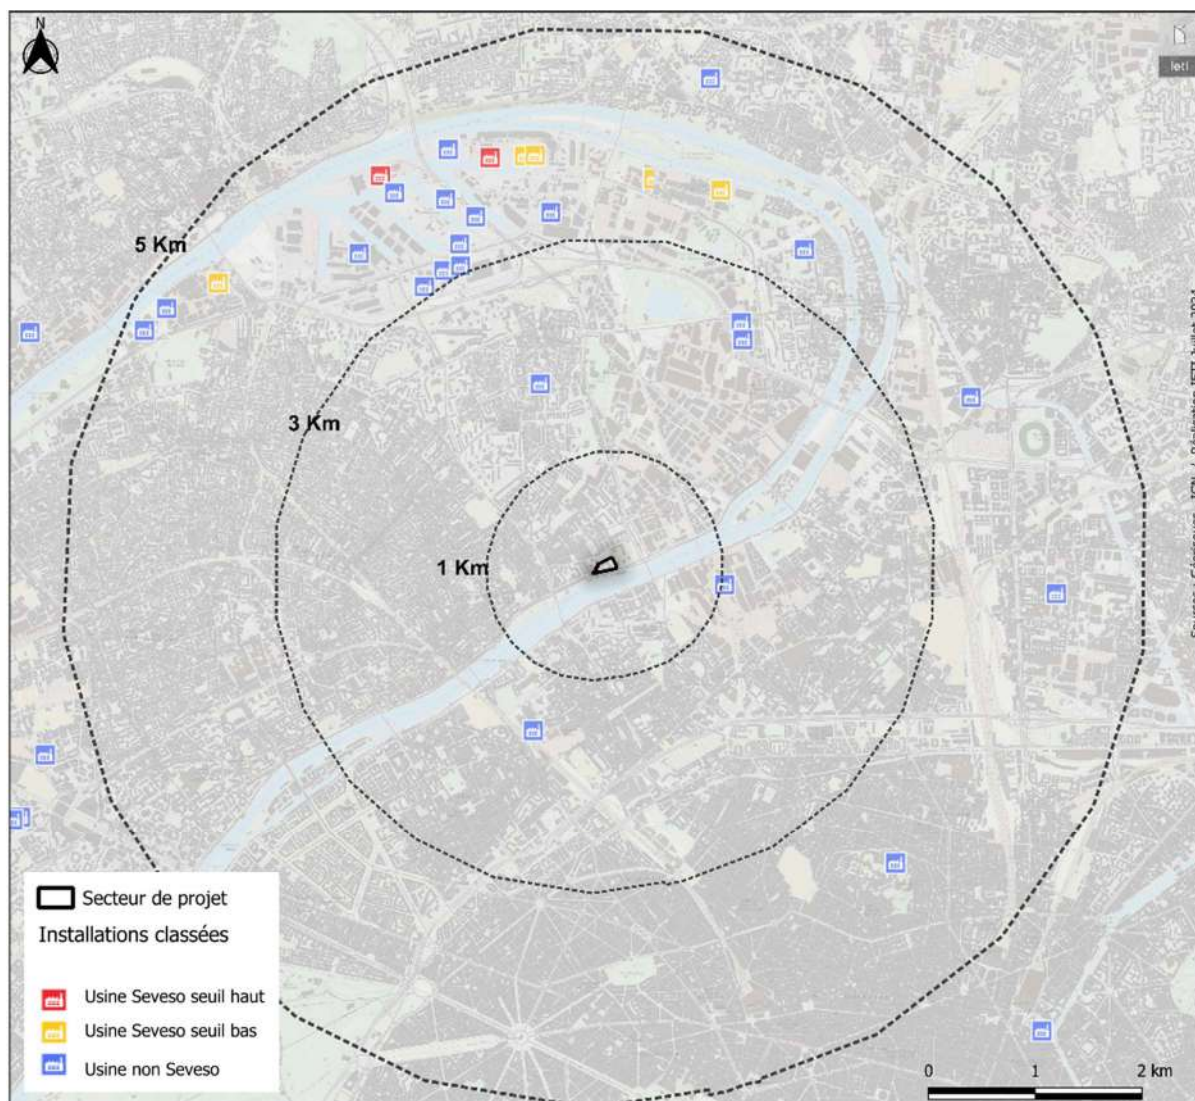 N
leti
5 Km
3 Km
1 Km
Secteur de projet
Installations classées
Usine Seveso seuil haut
Usine Seveso seuil bas
Usine non Seveso
0 1 2 km